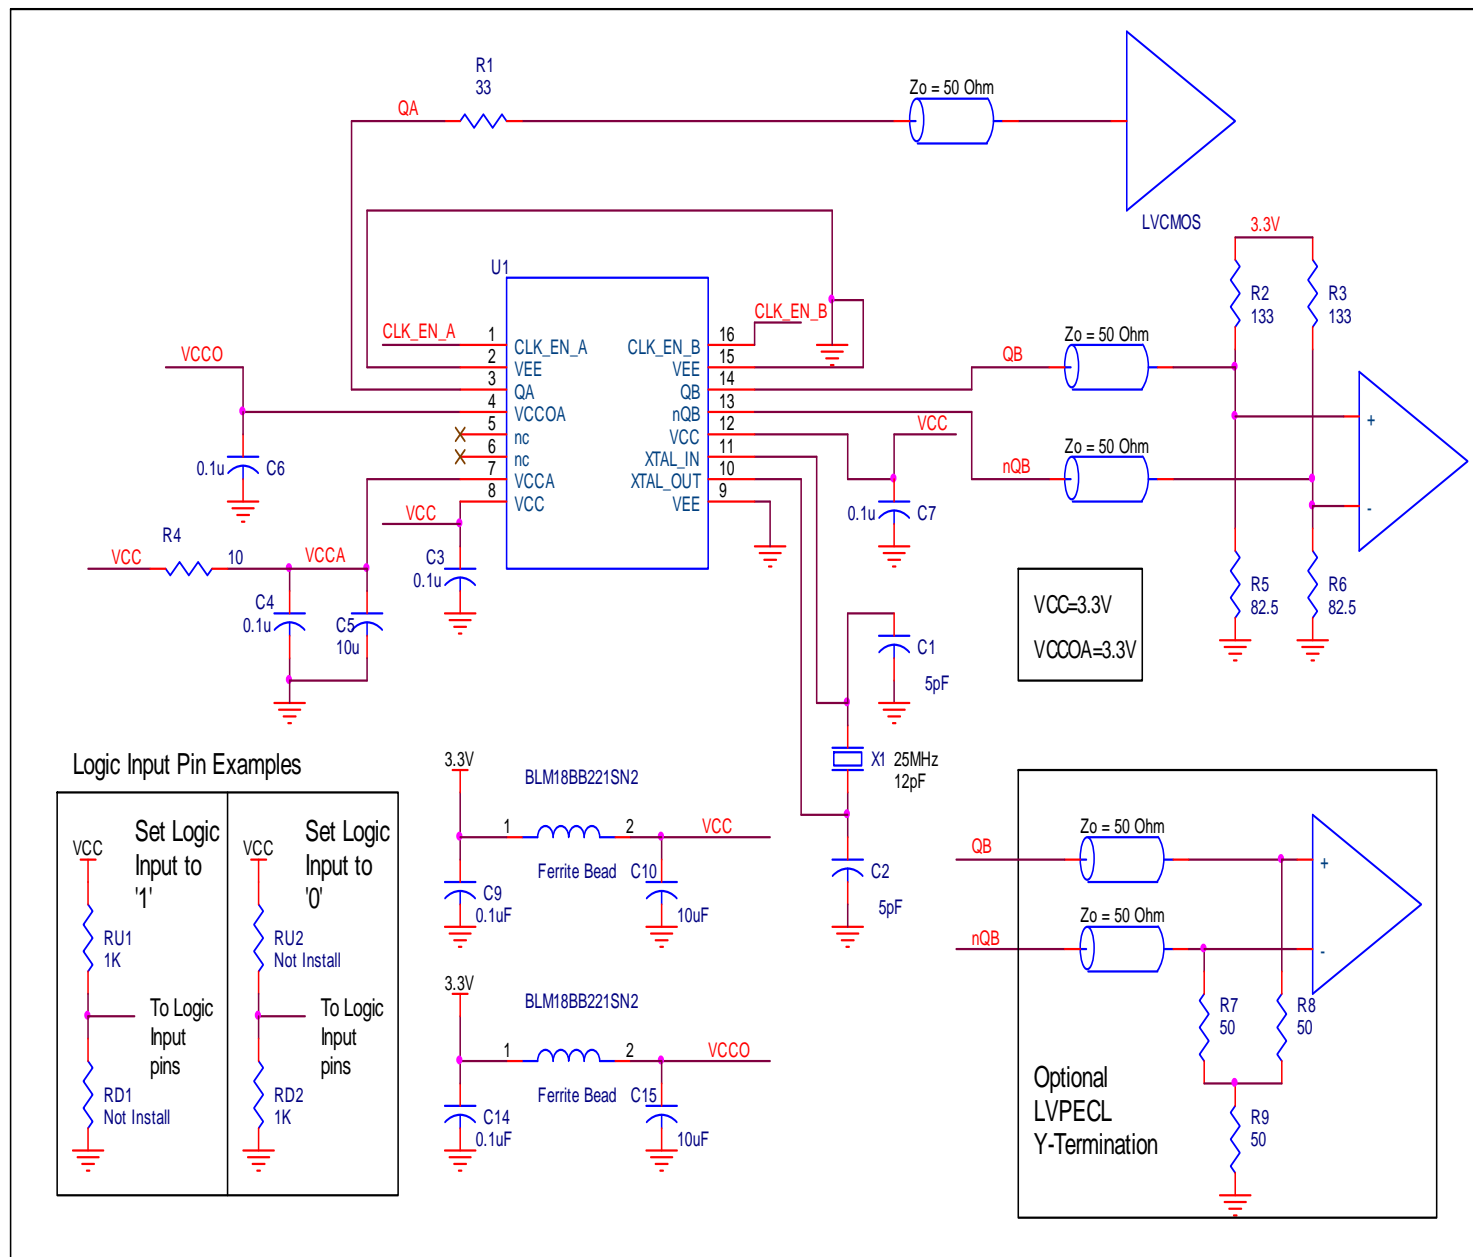 R1
33
QA
Zo = 50 Ohm
LVCMOS
3.3V
R2
133
R3
133
U1
CLK_EN_A
1
CLK_EN_A
2
VEE
3
QA
4
VCCOA
5
nc
6
nc
7
VCCA
8
VCC
CLK_EN_B
16
CLK_EN_B
15
VEE
14
QB
13
nQB
12
VCC
11
XTAL_IN
10
XTAL_OUT
9
VEE
VCCO
0.1u
C6
QB
Zo = 50 Ohm
nQB
Zo = 50 Ohm
+
-
VCC
0.1u
C7
VCC
R4
10
VCC
VCCA
C3
0.1u
C4
0.1u
C5
10u
R5
82.5
R6
82.5
VCC=3.3V
VCCOA=3.3V
C1
5pF
X1
25MHz
12pF
C2
5pF
Logic Input Pin Examples
VCC
Set Logic
Input to
'1'
RU1
1K
To Logic
Input
pins
RD1
Not Install
VCC
Set Logic
Input to
'0'
RU2
Not Install
To Logic
Input
pins
RD2
1K
3.3V
BLM18BB221SN2
1
2
VCC
Ferrite Bead
C9
0.1uF
C10
10uF
3.3V
BLM18BB221SN2
1
2
VCCO
Ferrite Bead
C14
0.1uF
C15
10uF
QB
Zo = 50 Ohm
nQB
Zo = 50 Ohm
+
-
R7
50
R8
50
R9
50
Optional
LVPECL
Y-Termination